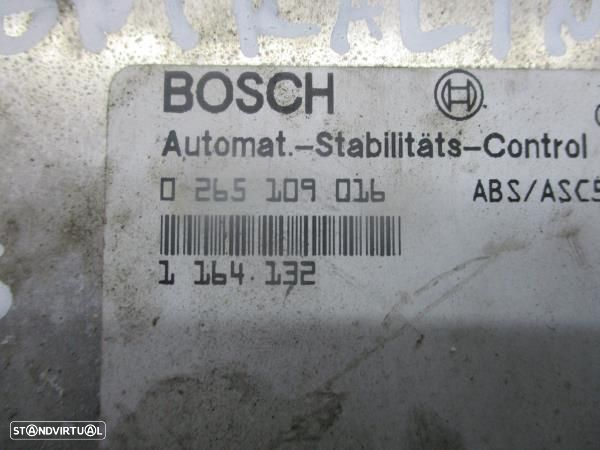 BOSCH
Automat.-Stabilitäts-Control
0 265 109 016 ABS/ASC5
1 164 132
STANDVIRTUAL